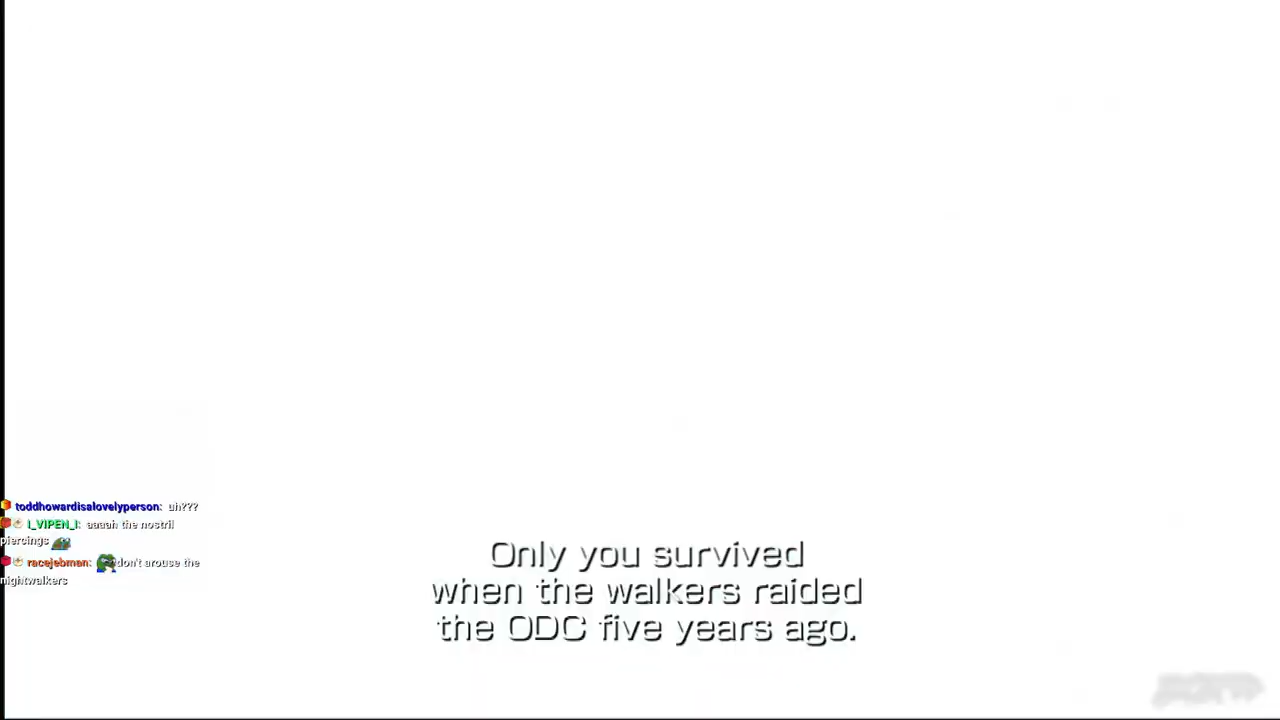 toddhowardisalovelyperson: uh???
I_VIPEN_I: aaaah the nostril
piercings
racejebman: don't arouse the
nightwalkers
Only you survived
when the walkers raided
the ODC five years ago.